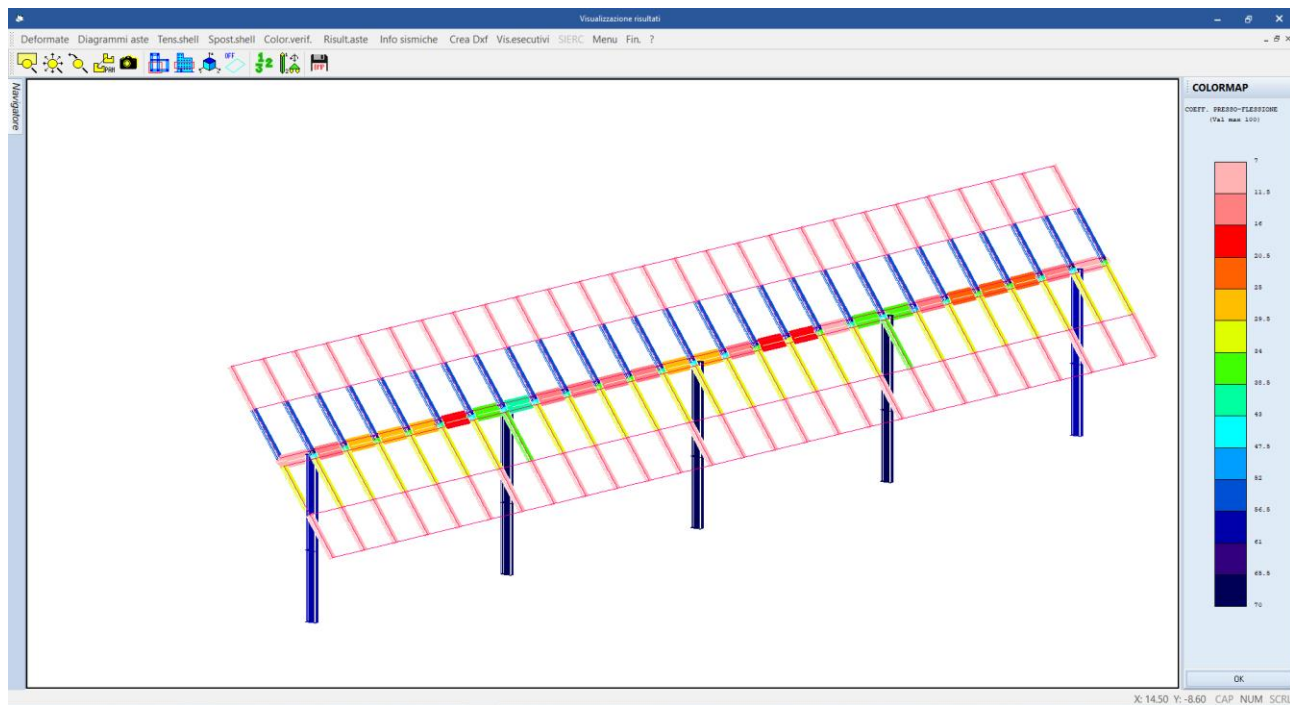 Visualizzazione risultati
Deformate Diagrammi aste Tens.shell Spost.shell Color.verif. Risult.aste Info sismiche Crea Dxf Vis.esecutivi SIERC Menu Fin. ?
PAN OFF
Navigatore
COLORMAP
COEFF. PRESSO-FLESSIONE
(Val max 100)
7
11.5
16
20.5
25
29.5
34
38.5
43
47.5
52
56.5
61
65.5
70
OK
X: 14.50 Y: -8.60 CAP NUM SCRL